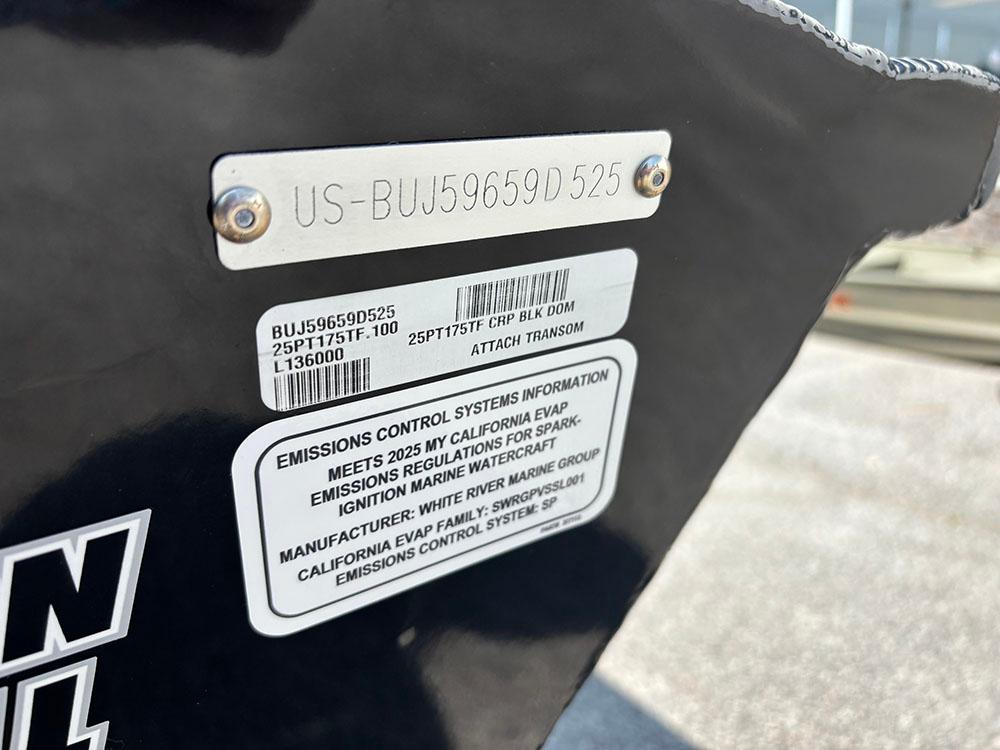 US-BUJ59659D525
BUJ59659D525
25PT175TF.100
L136000
25PT175TF CRP BLK DOM
ATTACH TRANSOM
EMISSIONS CONTROL SYSTEMS INFORMATION
MEETS 2025 MY CALIFORNIA EVAP
EMISSIONS REGULATIONS FOR SPARK-
IGNITION MARINE WATERCRAFT
MANUFACTURER: WHITE RIVER MARINE GROUP
CALIFORNIA EVAP FAMILY: SWRGPVSSL001
EMISSIONS CONTROL SYSTEM: SP
N
L